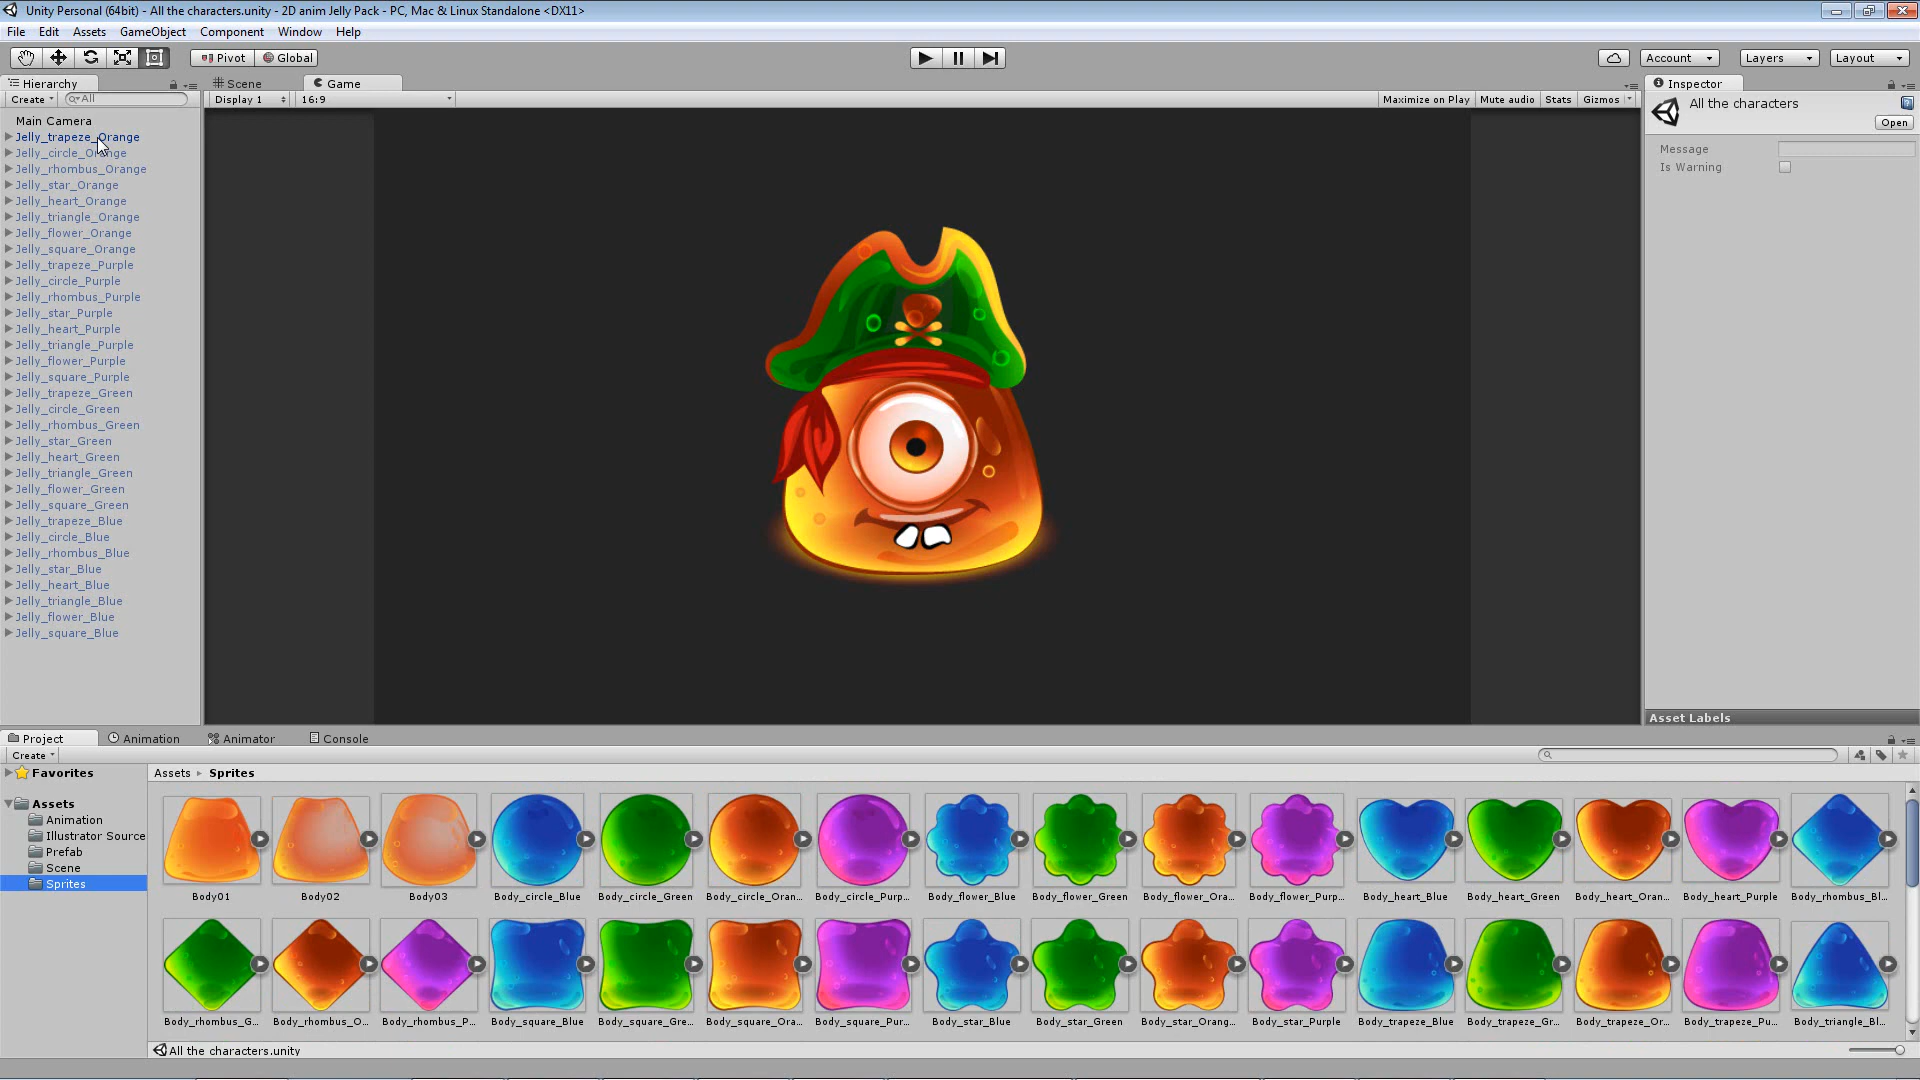 Unity Personal (64bit) - All the characters.unity - 2D anim Jelly Pack - PC, Mac & Linux Standalone <DX11>
File Edit Assets GameObject Component Window Help
Pivot Global Account Layers Layout
Hierarchy Scene Game Inspector
Create All Display 1 16:9 Maximize on Play Mute audio Stats Gizmos
All the characters
Open
Message
Is Warning
Main Camera
Jelly_trapeze_Orange
Jelly_circle_Orange
Jelly_rhombus_Orange
Jelly_star_Orange
Jelly_heart_Orange
Jelly_triangle_Orange
Jelly_flower_Orange
Jelly_square_Orange
Jelly_trapeze_Purple
Jelly_circle_Purple
Jelly_rhombus_Purple
Jelly_star_Purple
Jelly_heart_Purple
Jelly_triangle_Purple
Jelly_flower_Purple
Jelly_square_Purple
Jelly_trapeze_Green
Jelly_circle_Green
Jelly_rhombus_Green
Jelly_star_Green
Jelly_heart_Green
Jelly_triangle_Green
Jelly_flower_Green
Jelly_square_Green
Jelly_trapeze_Blue
Jelly_circle_Blue
Jelly_rhombus_Blue
Jelly_star_Blue
Jelly_heart_Blue
Jelly_triangle_Blue
Jelly_flower_Blue
Jelly_square_Blue
Asset Labels
Project Animation Animator Console
Create
Favorites
Assets
Animation
Illustrator Source
Prefab
Scene
Sprites
Assets Sprites
Body01 Body02 Body03 Body_circle_Blue Body_circle_Green Body_circle_Oran... Body_circle_Purp... Body_flower_Blue Body_flower_Green Body_flower_Ora... Body_flower_Purp... Body_heart_Blue Body_heart_Green Body_heart_Oran... Body_heart_Purple Body_rhombus_Bl...
Body_rhombus_G... Body_rhombus_O... Body_rhombus_P... Body_square_Blue Body_square_Gre... Body_square_Ora... Body_square_Pur... Body_star_Blue Body_star_Green Body_star_Orang... Body_star_Purple Body_trapeze_Blue Body_trapeze_Gr... Body_trapeze_Or... Body_trapeze_Pu... Body_triangle_Bl...
All the characters.unity